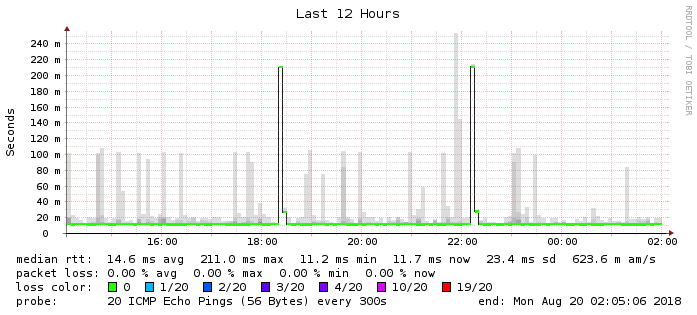 Last 12 Hours
RRDTOOL / TOBI OETIKER
Seconds
240 m
220 m
200 m
180 m
160 m
140 m
120 m
100 m
80 m
60 m
40 m
20 m
0
16:00 18:00 20:00 22:00 00:00 02:00
median rtt: 14.6 ms avg 211.0 ms max 11.2 ms min 11.7 ms now 23.4 ms sd 623.6 m am/s
packet loss: 0.00 % avg 0.00 % max 0.00 % min 0.00 % now
loss color: 0 1/20 2/20 3/20 4/20 10/20 19/20
probe: 20 ICMP Echo Pings (56 Bytes) every 300s end: Mon Aug 20 02:05:06 2018